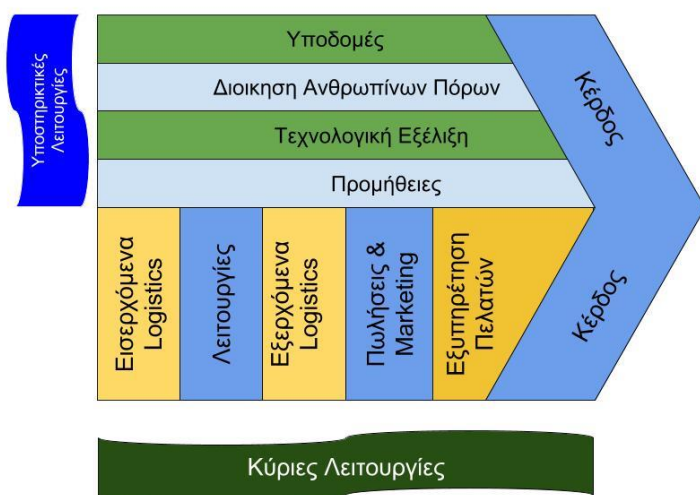 Υποστηρικτικές
Λειτουργίες
Υποδομές
Διοικηση Ανθρωπίνων Πόρων
Τεχνολογική Εξέλιξη
Προμήθειες
Κέρδος
Εισερχόμενα
Logistics
Λειτουργίες
Εξερχόμενα
Logistics
Πωλήσεις &
Marketing
Εξυπηρέτηση
Πελατών
Κέρδος
Κύριες Λειτουργίες